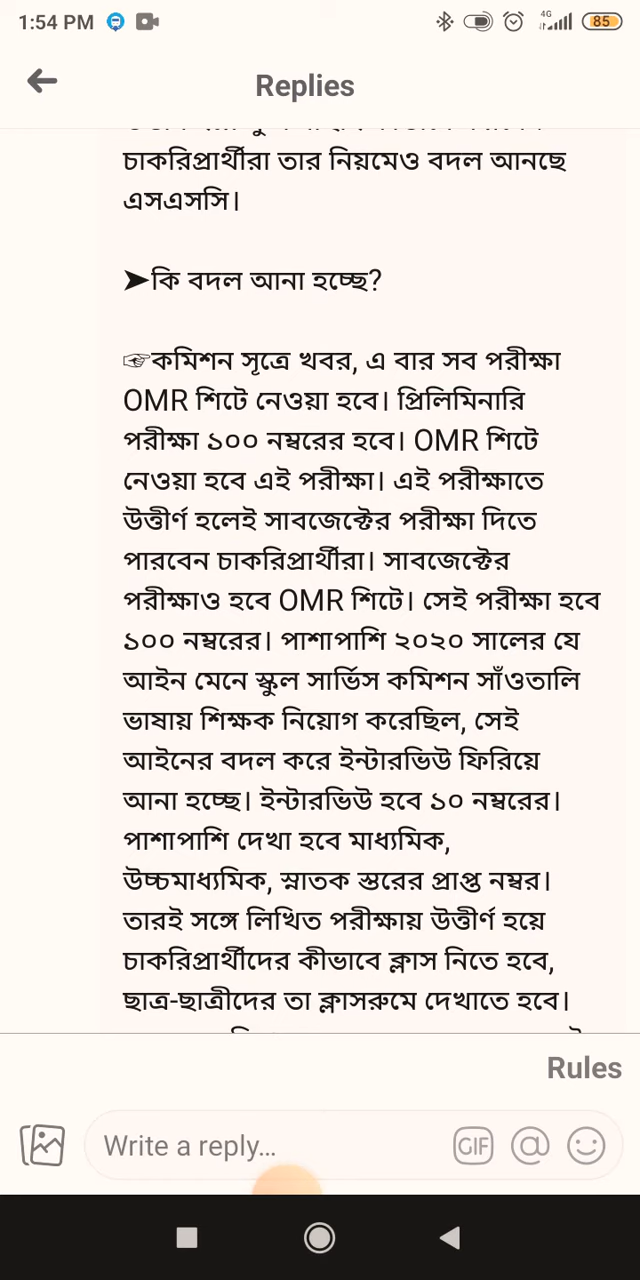 1:54 PM
4G
85
Replies
চাকরিপ্রার্থীরা তার নিয়মেও বদল আনছে
এসএসসি।
➤কি বদল আনা হচ্ছে?
☞কমিশন সূত্রে খবর, এ বার সব পরীক্ষা
OMR শিটে নেওয়া হবে। প্রিলিমিনারি
পরীক্ষা ১০০ নম্বরের হবে। OMR শিটে
নেওয়া হবে এই পরীক্ষা। এই পরীক্ষাতে
উত্তীর্ণ হলেই সাবজেক্টের পরীক্ষা দিতে
পারবেন চাকরিপ্রার্থীরা। সাবজেক্টের
পরীক্ষাও হবে OMR শিটে। সেই পরীক্ষা হবে
১০০ নম্বরের। পাশাপাশি ২০২০ সালের যে
আইন মেনে স্কুল সার্ভিস কমিশন সাঁওতালি
ভাষায় শিক্ষক নিয়োগ করেছিল, সেই
আইনের বদল করে ইন্টারভিউ ফিরিয়ে
আনা হচ্ছে। ইন্টারভিউ হবে ১০ নম্বরের।
পাশাপাশি দেখা হবে মাধ্যমিক,
উচ্চমাধ্যমিক, স্নাতক স্তরের প্রাপ্ত নম্বর।
তারই সঙ্গে লিখিত পরীক্ষায় উত্তীর্ণ হয়ে
চাকরিপ্রার্থীদের কীভাবে ক্লাস নিতে হবে,
ছাত্র-ছাত্রীদের তা ক্লাসরুমে দেখাতে হবে।
Rules
Write a reply...
GIF
@